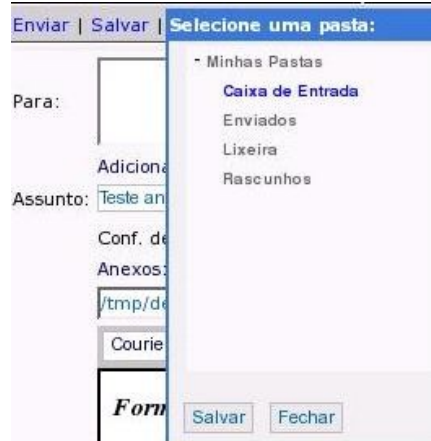 Enviar | Salvar |
Selecione uma pasta:
- Minhas Pastas
Caixa de Entrada
Enviados
Lixeira
Rascunhos
Para:
Adiciona
Assunto: Teste an
Conf. de
Anexos:
/tmp/de
Courie
Form
Salvar Fechar